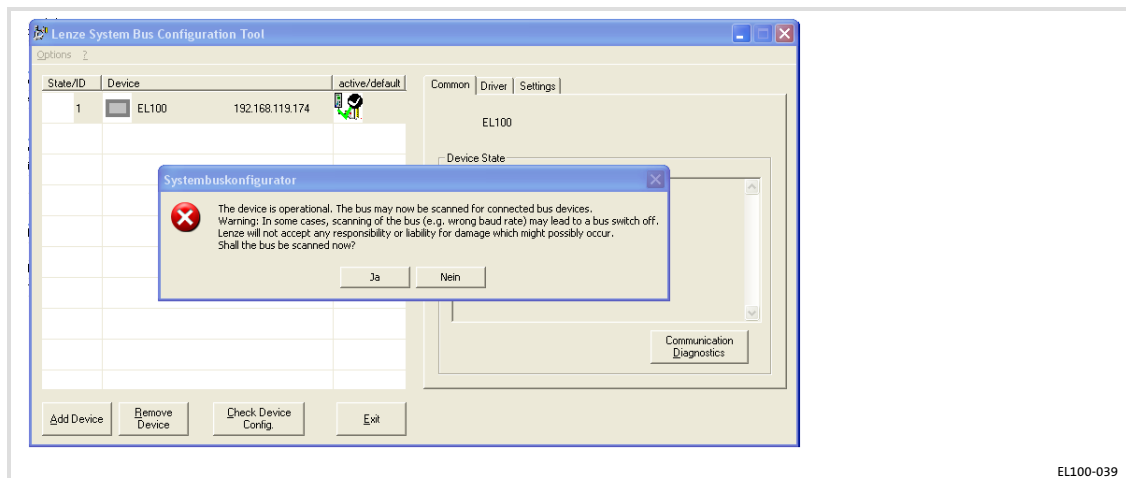 Lenze System Bus Configuration Tool
Options ?
State/ID Device active/default
Common Driver Settings
1 EL100 192.168.119.174
EL100
Device State
Systembuskonfigurator
The device is operational. The bus may now be scanned for connected bus devices.
Warning: In some cases, scanning of the bus (e.g. wrong baud rate) may lead to a bus switch off.
Lenze will not accept any responsibility or liability for damage which might possibly occur.
Shall the bus be scanned now?
Ja Nein
Communication
Diagnostics
Add Device
Remove
Device
Check Device
Config.
Exit
EL100-039